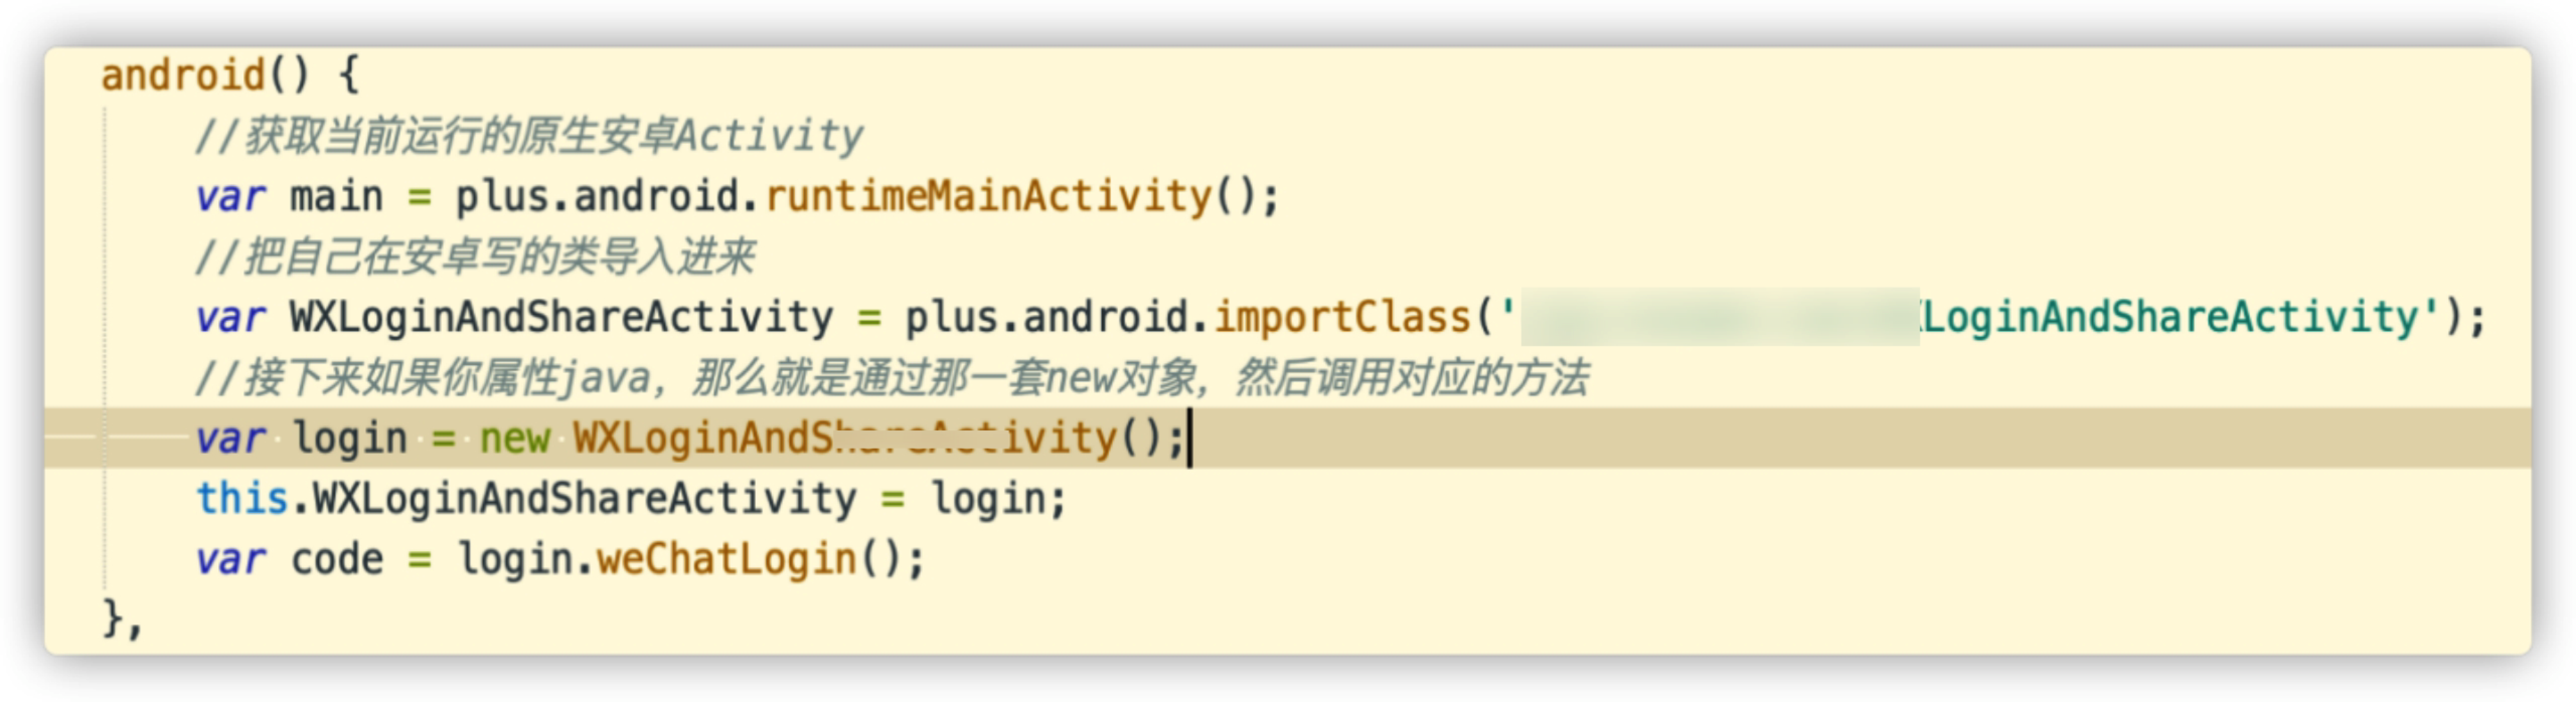 android() {
//获取当前运行的原生安卓Activity
var main = plus.android.runtimeMainActivity();
//把自己在安卓写的类导入进来
var WXLoginAndShareActivity = plus.android.importClass(' LoginAndShareActivity');
//接下来如果你属性java，那么就是通过那一套new对象，然后调用对应的方法
var login = new WXLoginAndShareActivity();
this.WXLoginAndShareActivity = login;
var code = login.weChatLogin();
},